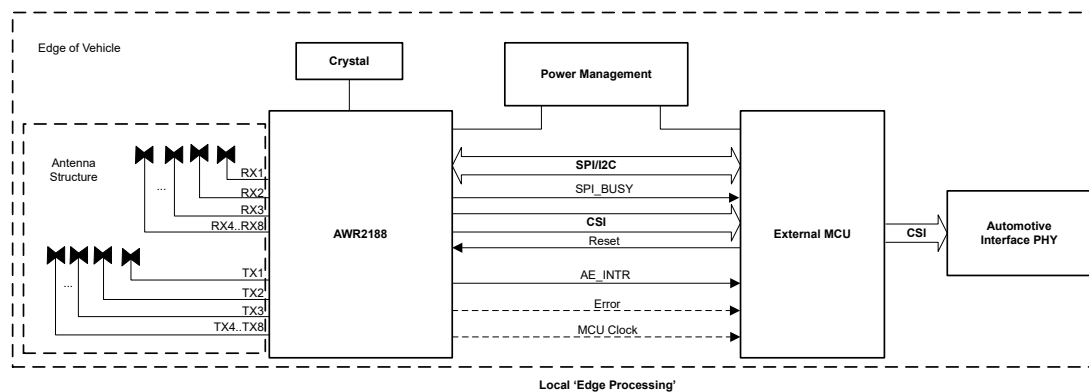 Edge of Vehicle
Crystal
Power Management
Antenna
Structure
...
RX1
RX2
RX3
RX4..RX8
...
TX1
TX2
TX3
TX4..TX8
AWR2188
SPI/I2C
SPI_BUSY
CSI
Reset
AE_INTR
Error
MCU Clock
External MCU
CSI
Automotive
Interface PHY
Local ‘Edge Processing’